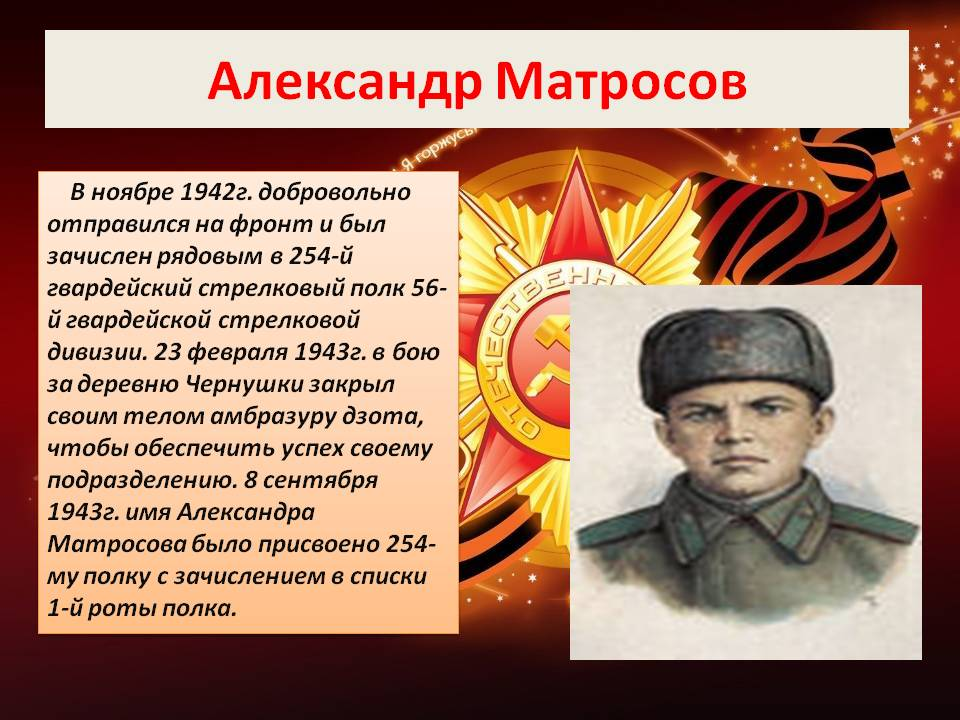 Александр Матросов
Я горжусь
В ноябре 1942г. добровольно
отправился на фронт и был
зачислен рядовым в 254-й
гвардейский стрелковый полк 56-
й гвардейской стрелковой
дивизии. 23 февраля 1943г. в бою
за деревню Чернушки закрыл
своим телом амбразуру дзота,
чтобы обеспечить успех своему
подразделению. 8 сентября
1943г. имя Александра
Матросова было присвоено 254-
му полку с зачислением в списки
1-й роты полка.